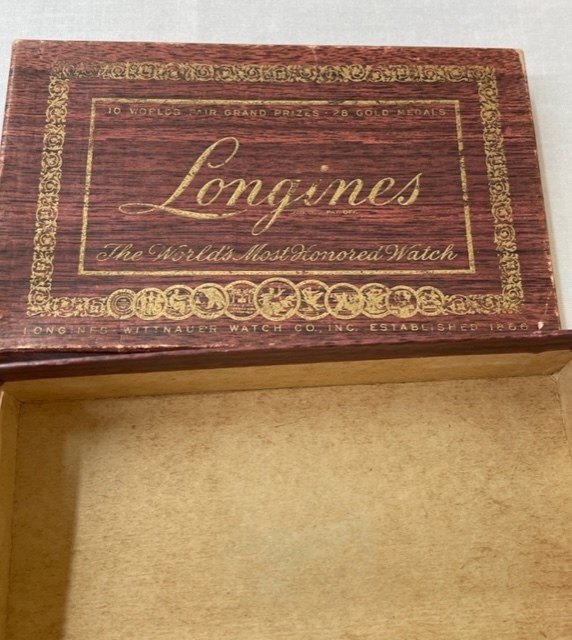 10 WORLD'S FAIR GRAND PRIZES - 28 GOLD MEDALS
Longines
The World's Most Honored Watch
LONGINES-WITTNAUER WATCH CO., INC. ESTABLISHED 1866